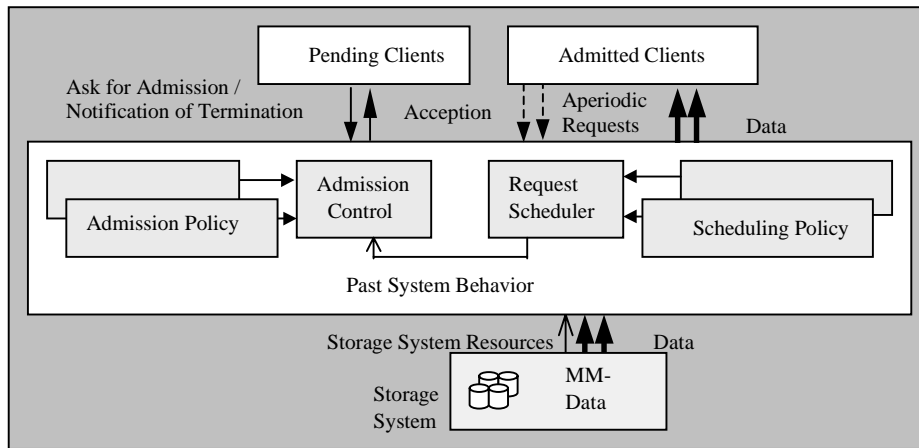 Pending Clients
Admitted Clients
Ask for Admission /
Notification of Termination
Acception
Aperiodic
Requests
Data
Admission
Control
Request
Scheduler
Admission Policy
Scheduling Policy
Past System Behavior
Storage System Resources
Data
Storage
System
MM-
Data